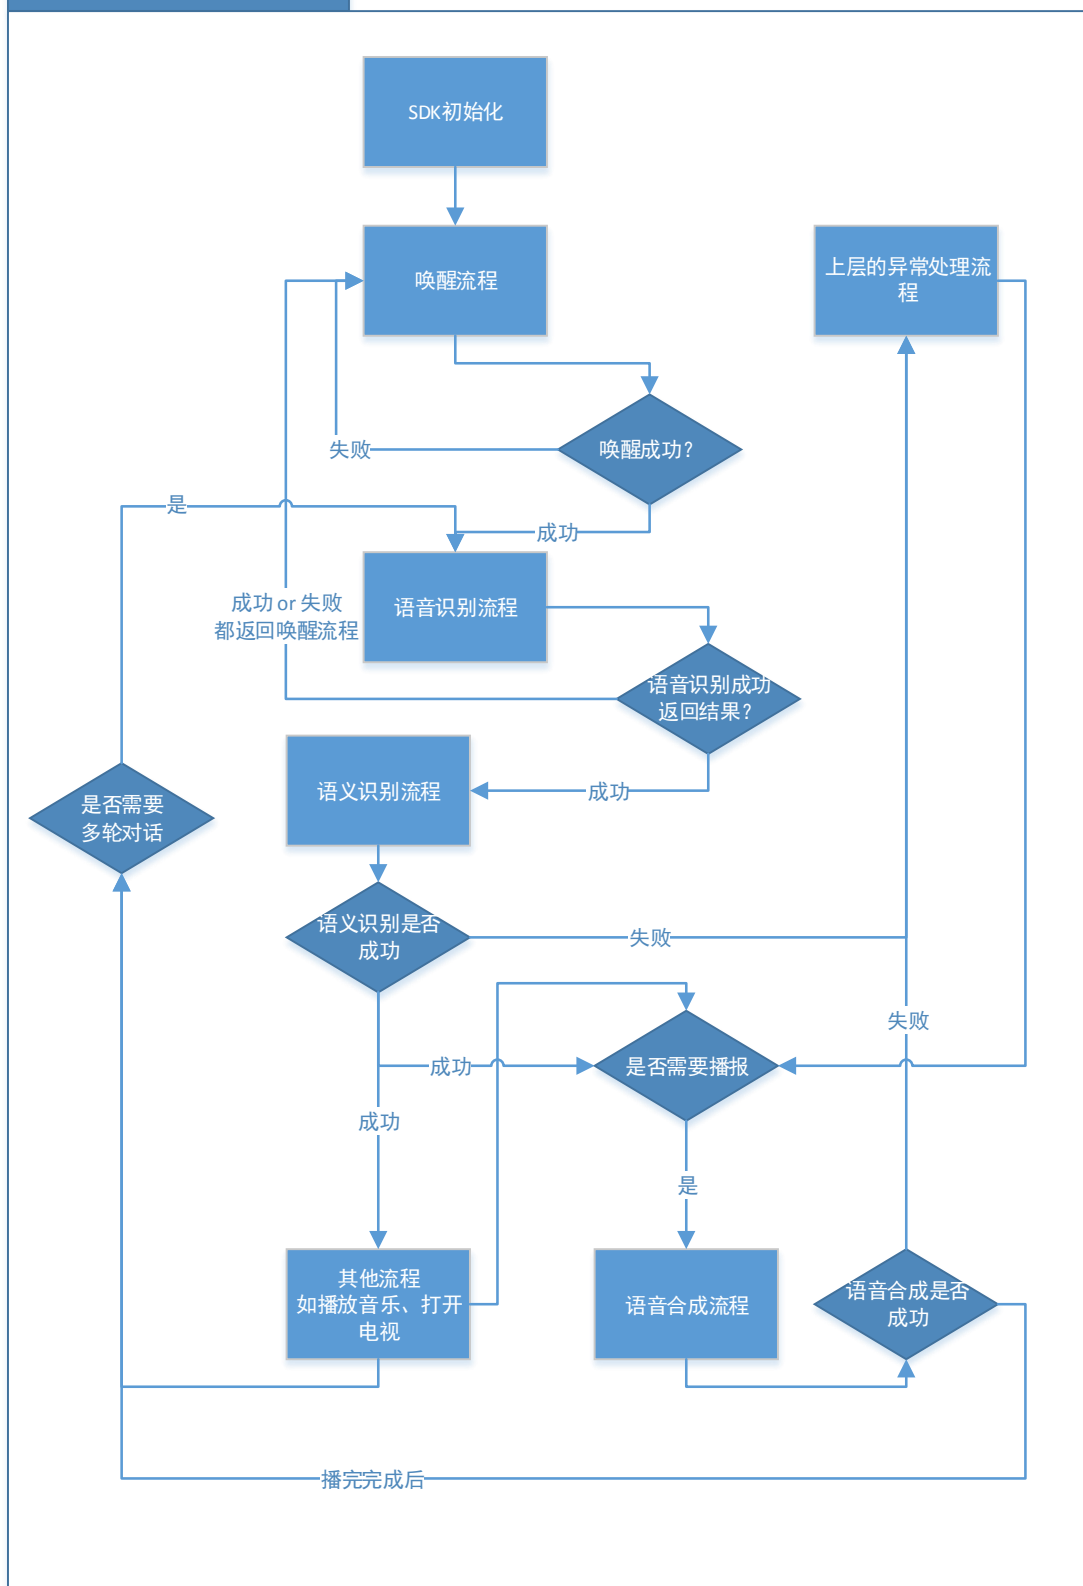 SDK初始化
唤醒流程
上层的异常处理流
程
唤醒成功?
失败
是
成功
成功 or 失败
都返回唤醒流程
语音识别流程
语音识别成功
返回结果?
语义识别流程
成功
是否需要
多轮对话
语义识别是否
成功
失败
失败
成功
是否需要播报
成功
是
其他流程
如播放音乐、打开
电视
语音合成流程
语音合成是否
成功
播完完成后